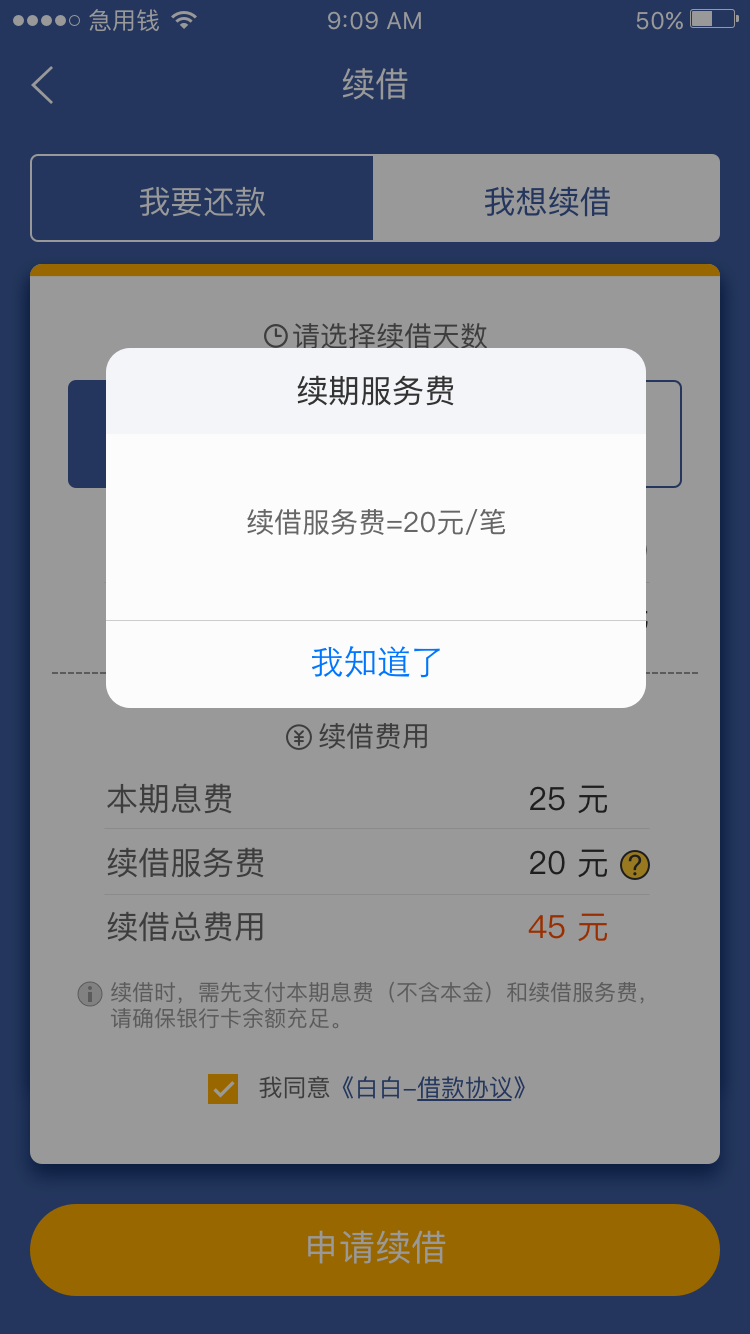 急用钱 9:09 AM 50%
续借
我要还款 我想续借
请选择续借天数
续期服务费
续借服务费=20元/笔
我知道了
续借费用
本期息费 25 元
续借服务费 20 元 ?
续借总费用 45 元
续借时，需先支付本期息费（不含本金）和续借服务费，
请确保银行卡余额充足。
我同意《白白-借款协议》
申请续借